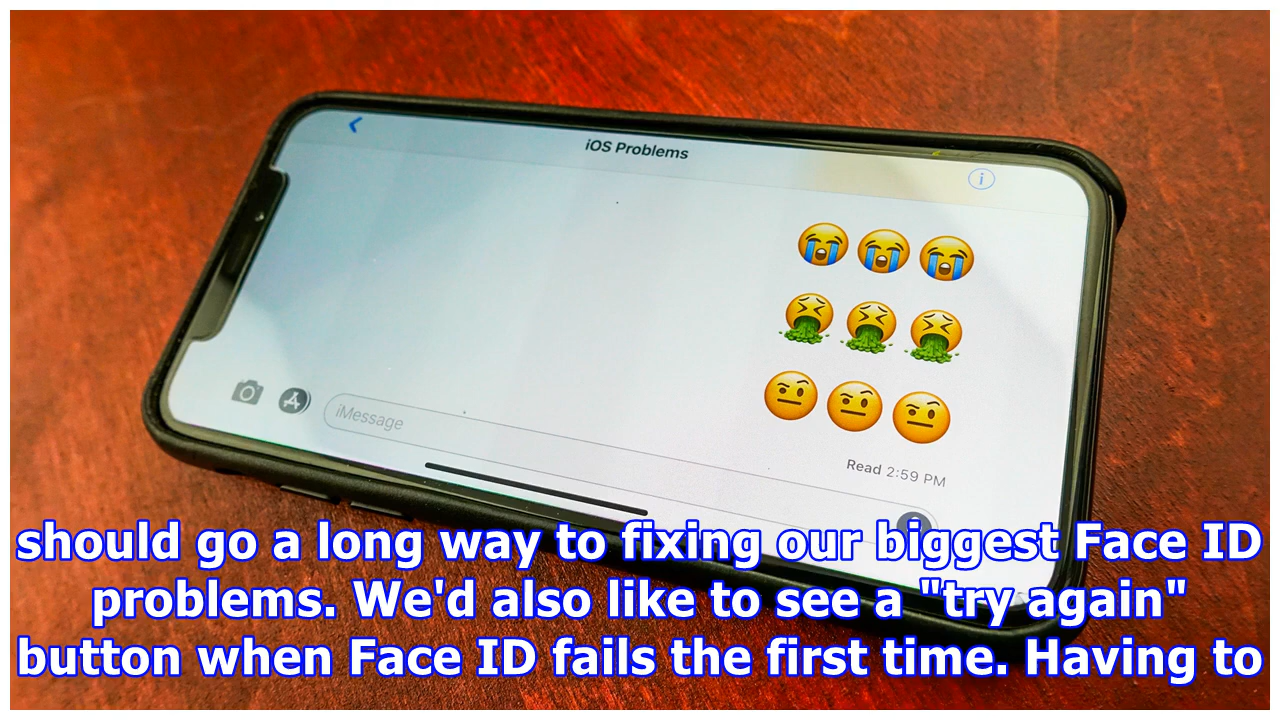 iOS Problems
iMessage
Read 2:59 PM
should go a long way to fixing our biggest Face ID
problems. We'd also like to see a "try again"
button when Face ID fails the first time. Having to